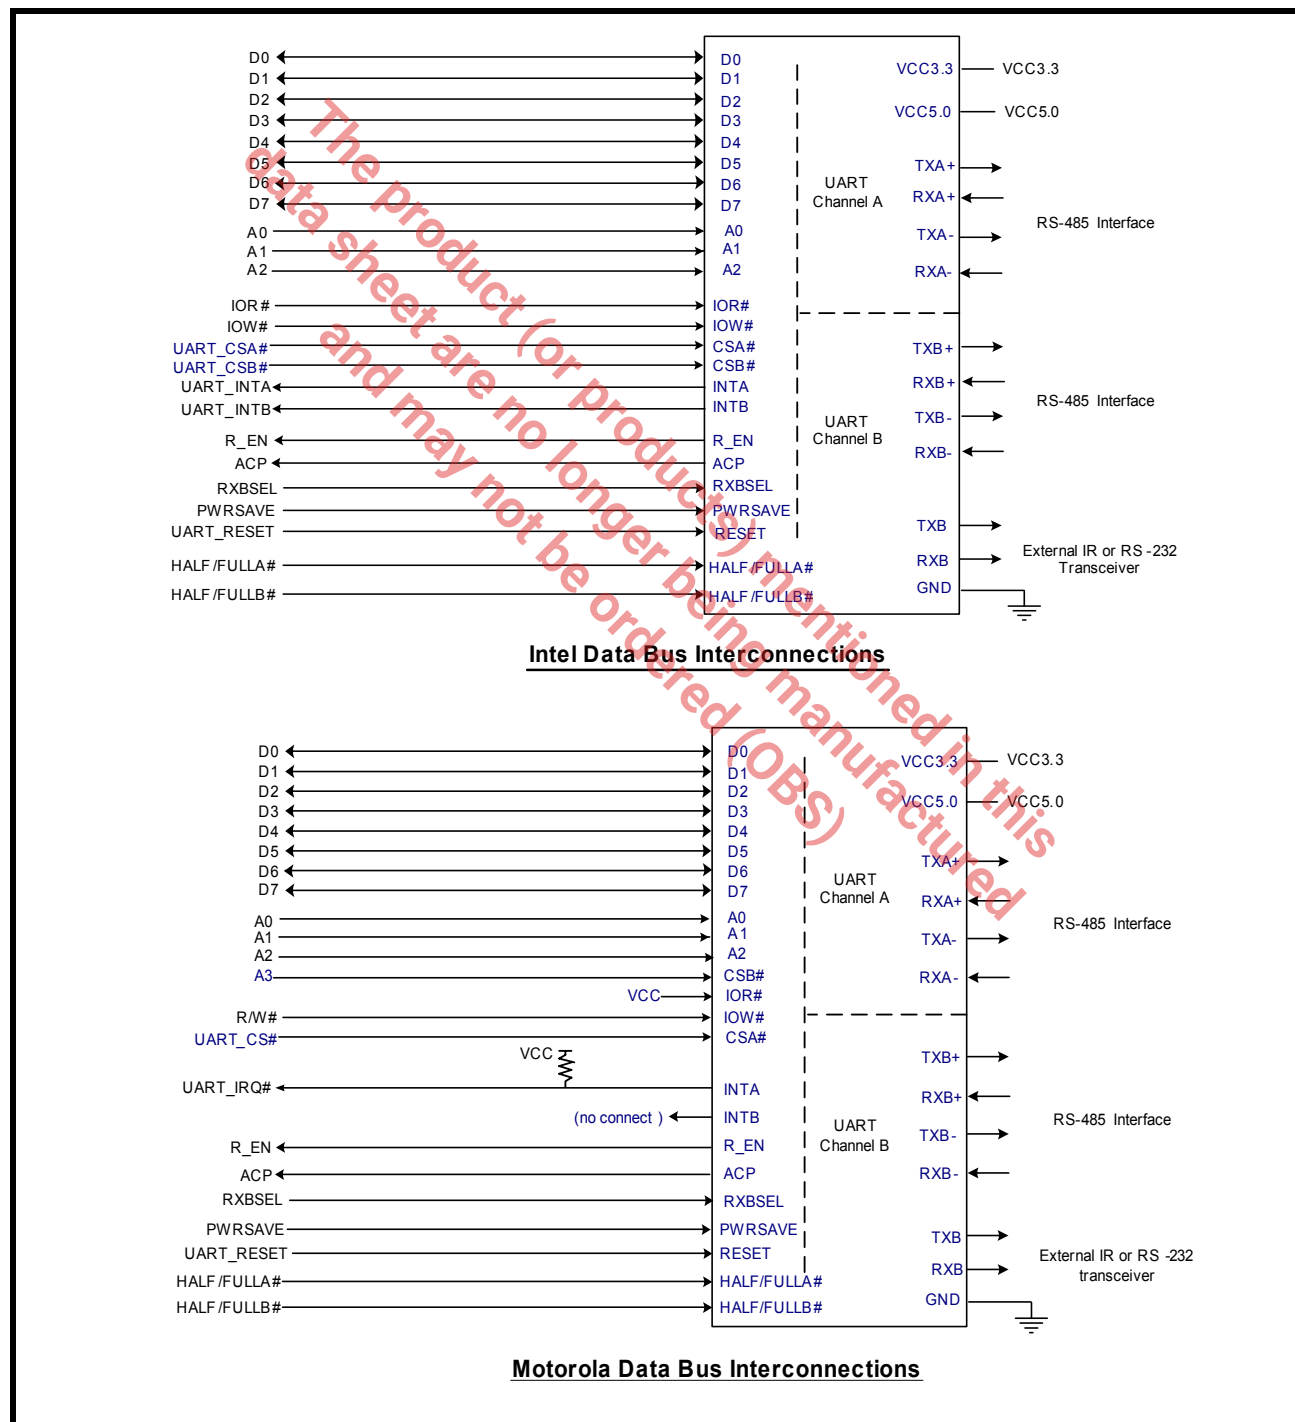 D0 D0
D1 D1
D2 D2
D3 D3
D4 D4
D5 D5
D6 D6
D7 D7
A0 A0
A1 A1
A2 A2
IOR# IOR#
IOW# IOW#
UART_CSA# CSA#
UART_CSB# CSB#
UART_INTA INTA
UART_INTB INTB
R_EN R_EN
ACP ACP
RXBSEL RXBSEL
PWRSAVE PWRSAVE
UART_RESET RESET
HALF/FULLA# HALF/FULLA#
HALF/FULLB# HALF/FULLB#
UART
Channel A
UART
Channel B
VCC3.3 VCC3.3
VCC5.0 VCC5.0
TXA+
RXA+
TXA-
RXA-
RS-485 Interface
TXB+
RXB+
TXB-
RXB-
RS-485 Interface
TXB
RXB
External IR or RS-232
Transceiver
GND
Intel Data Bus Interconnections
D0 D0
D1 D1
D2 D2
D3 D3
D4 D4
D5 D5
D6 D6
D7 D7
A0 A0
A1 A1
A2 A2
A3 CSB#
VCC IOR#
R/W# IOW#
UART_CS# CSA#
VCC
UART_IRQ# INTA
(no connect) INTB
R_EN R_EN
ACP ACP
RXBSEL RXBSEL
PWRSAVE PWRSAVE
UART_RESET RESET
HALF/FULLA# HALF/FULLA#
HALF/FULLB# HALF/FULLB#
UART
Channel A
UART
Channel B
VCC3.3 VCC3.3
VCC5.0 VCC5.0
TXA+
RXA+
TXA-
RXA-
RS-485 Interface
TXB+
RXB+
TXB-
RXB-
RS-485 Interface
TXB
RXB
External IR or RS-232
transceiver
GND
Motorola Data Bus Interconnections
The product (or products) mentioned in this
data sheet are no longer being manufactured
and may not be ordered (OBS)